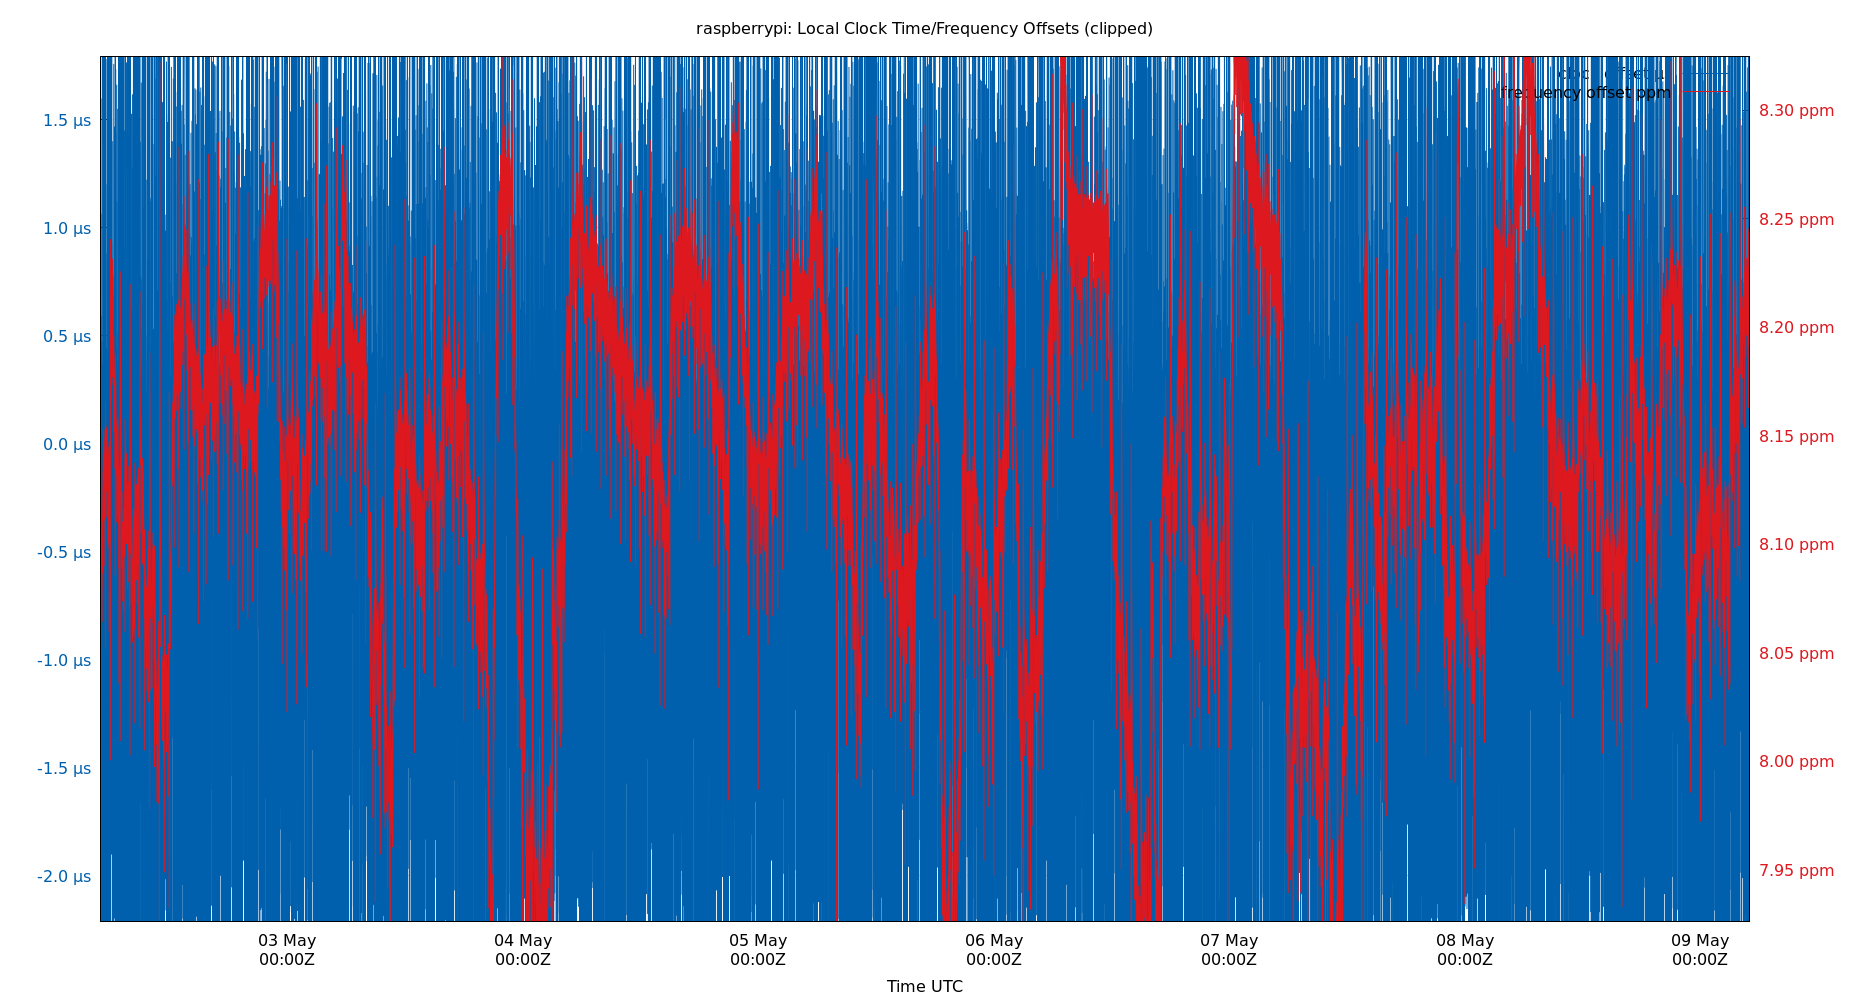 raspberrypi: Local Clock Time/Frequency Offsets (clipped)
offset
frequency offset ppm
1.5 µs
1.0 µs
0.5 µs
0.0 µs
-0.5 µs
-1.0 µs
-1.5 µs
-2.0 µs
8.30 ppm
8.25 ppm
8.20 ppm
8.15 ppm
8.10 ppm
8.05 ppm
8.00 ppm
7.95 ppm
03 May
00:00Z
04 May
00:00Z
05 May
00:00Z
06 May
00:00Z
07 May
00:00Z
08 May
00:00Z
09 May
00:00Z
Time UTC